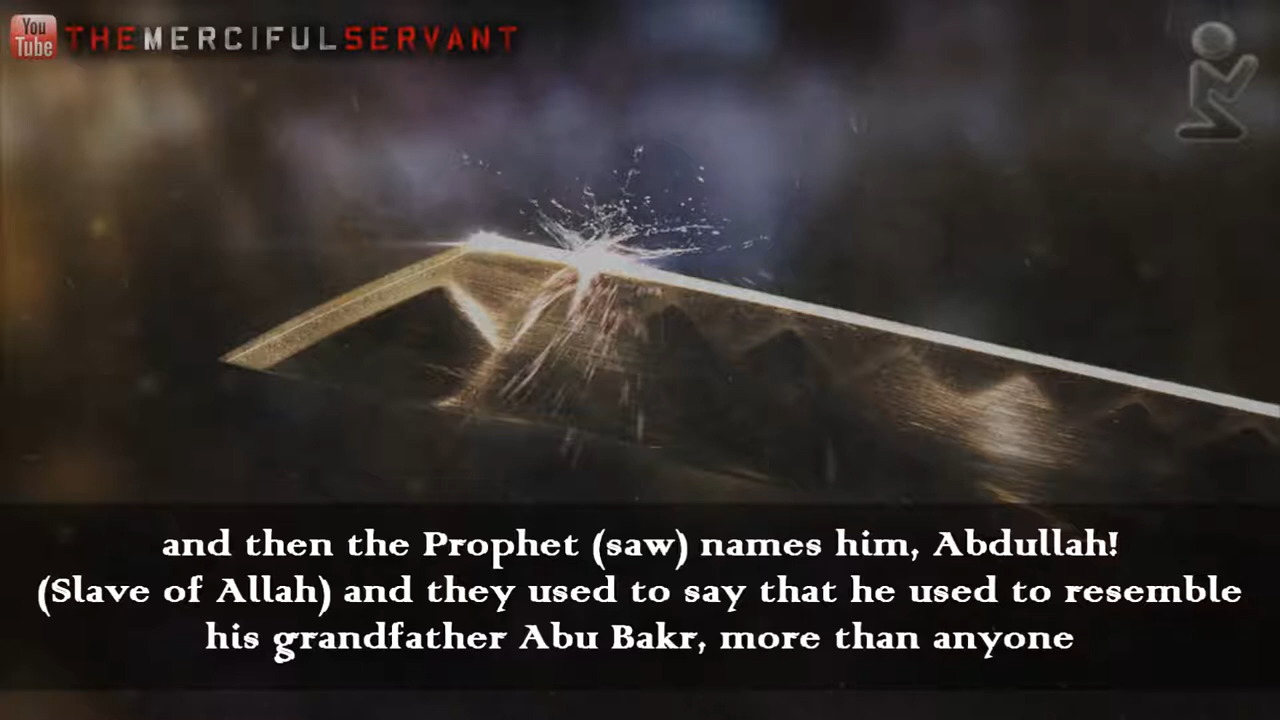 You
Tube
THEMERCIFULSERVANT
and then the Prophet (saw) names him, Abdullah!
(Slave of Allah) and they used to say that he used to resemble
his grandfather Abu Bakr, more than anyone